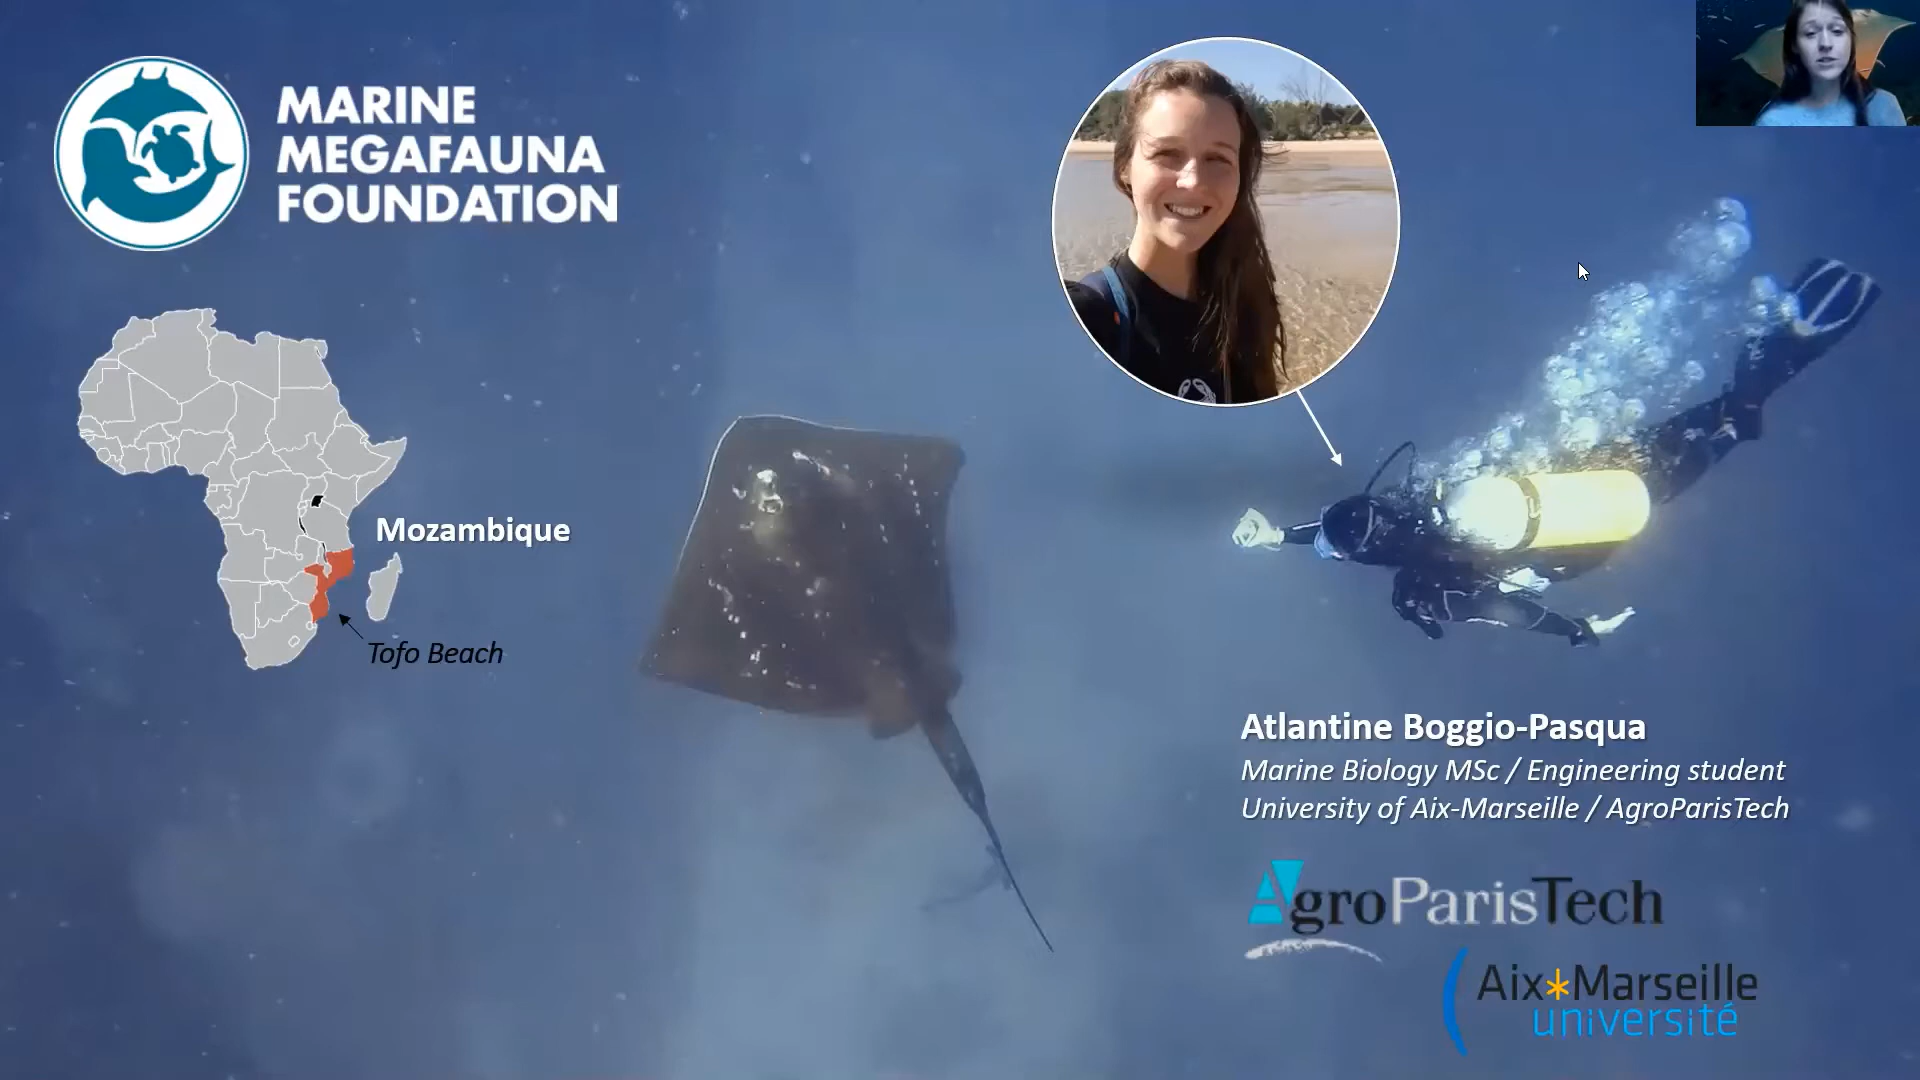 MARINE
MEGAFAUNA
FOUNDATION
Mozambique
Tofo Beach
Atlantine Boggio-Pasqua
Marine Biology MSc / Engineering student
University of Aix-Marseille / AgroParisTech
AgroParisTech
Aix*Marseille
université